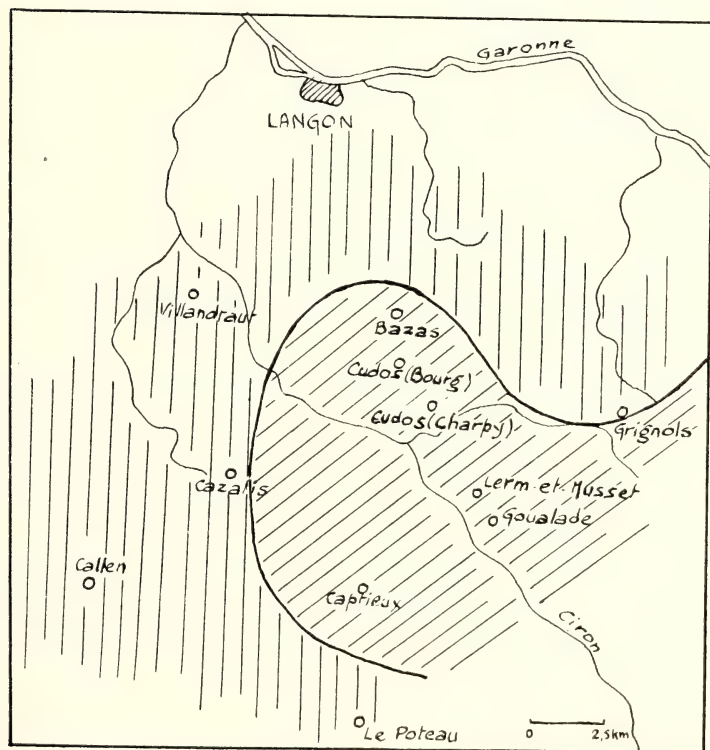 Garonne
LANGON
Villandraut
Bazas
Cudos (Bourg)
Cudos (Charpy)
Grignols
Cazalis
Lerm-et-Musset
Goualade
Callen
Captieux
Ciron
Le Poteau
0 2,5km